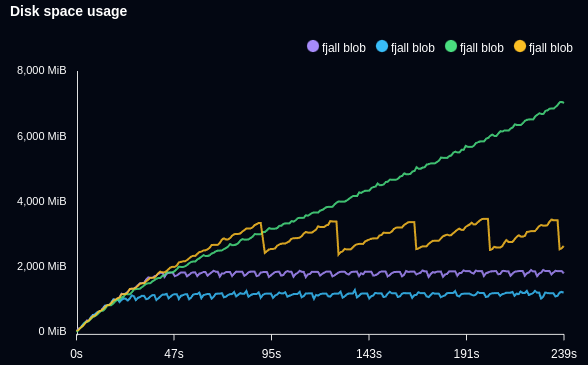 Disk space usage
fjall blob fjall blob fjall blob fjall blob
8,000 MiB
6,000 MiB
4,000 MiB
2,000 MiB
0 MiB
0s 47s 95s 143s 191s 239s